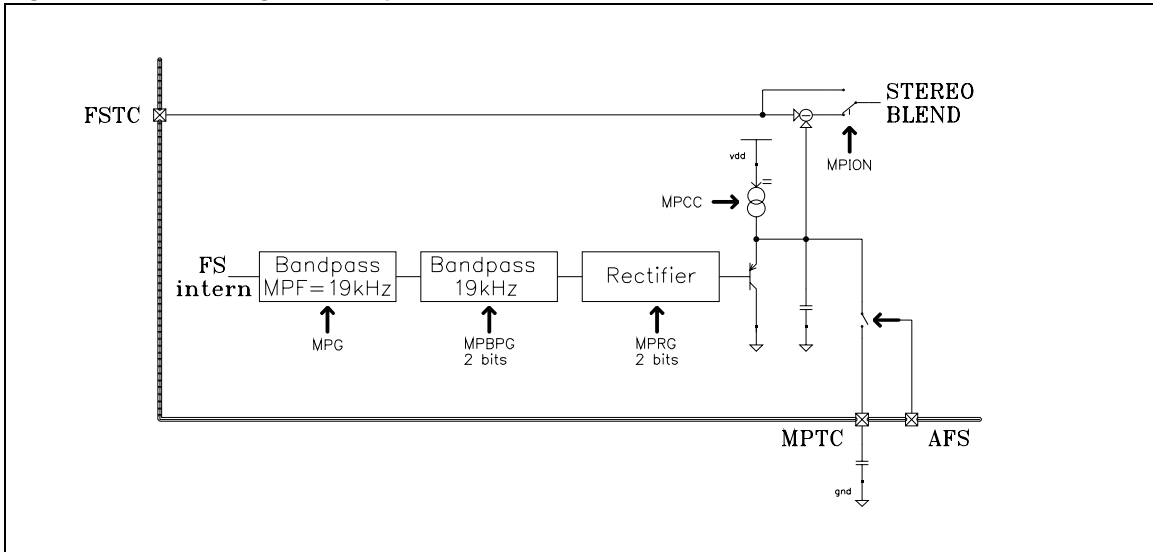 FSTC
STEREO
BLEND
MPION
vdd
MPCC
FS
intern
Bandpass
MPF=19kHz
Bandpass
19kHz
Rectifier
MPG
MPBPG
2 bits
MPRG
2 bits
MPTC
AFS
gnd